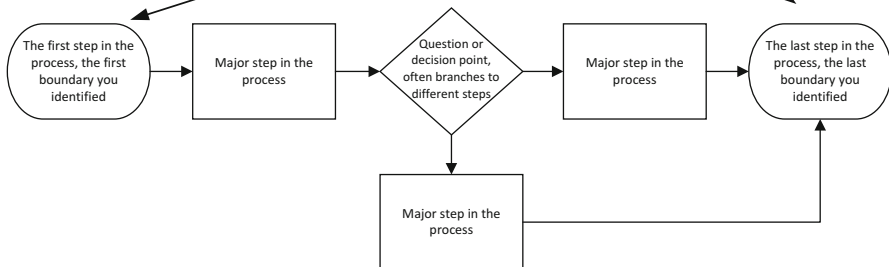 The first step in the
process, the first
boundary you
identified
Major step in the
process
Question or
decision point,
often branches to
different steps
Major step in the
process
The last step in the
process, the last
boundary you
identified
Major step in the
process